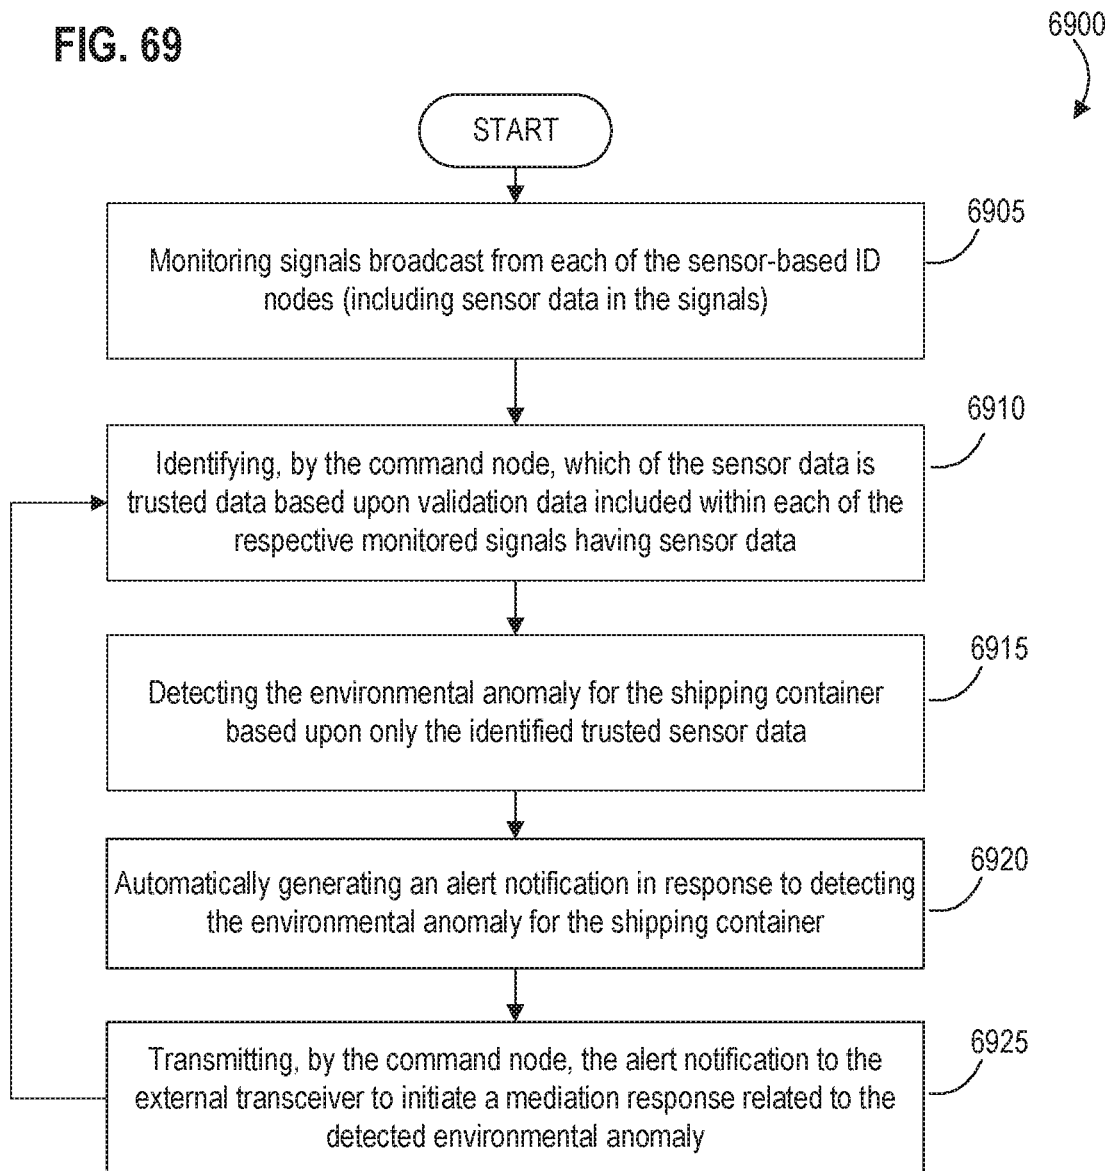 FIG. 69
6900
START
6905
Monitoring signals broadcast from each of the sensor-based ID
nodes (including sensor data in the signals)
6910
Identifying, by the command node, which of the sensor data is
trusted data based upon validation data included within each of the
respective monitored signals having sensor data
6915
Detecting the environmental anomaly for the shipping container
based upon only the identified trusted sensor data
6920
Automatically generating an alert notification in response to detecting
the environmental anomaly for the shipping container
6925
Transmitting, by the command node, the alert notification to the
external transceiver to initiate a mediation response related to the
detected environmental anomaly